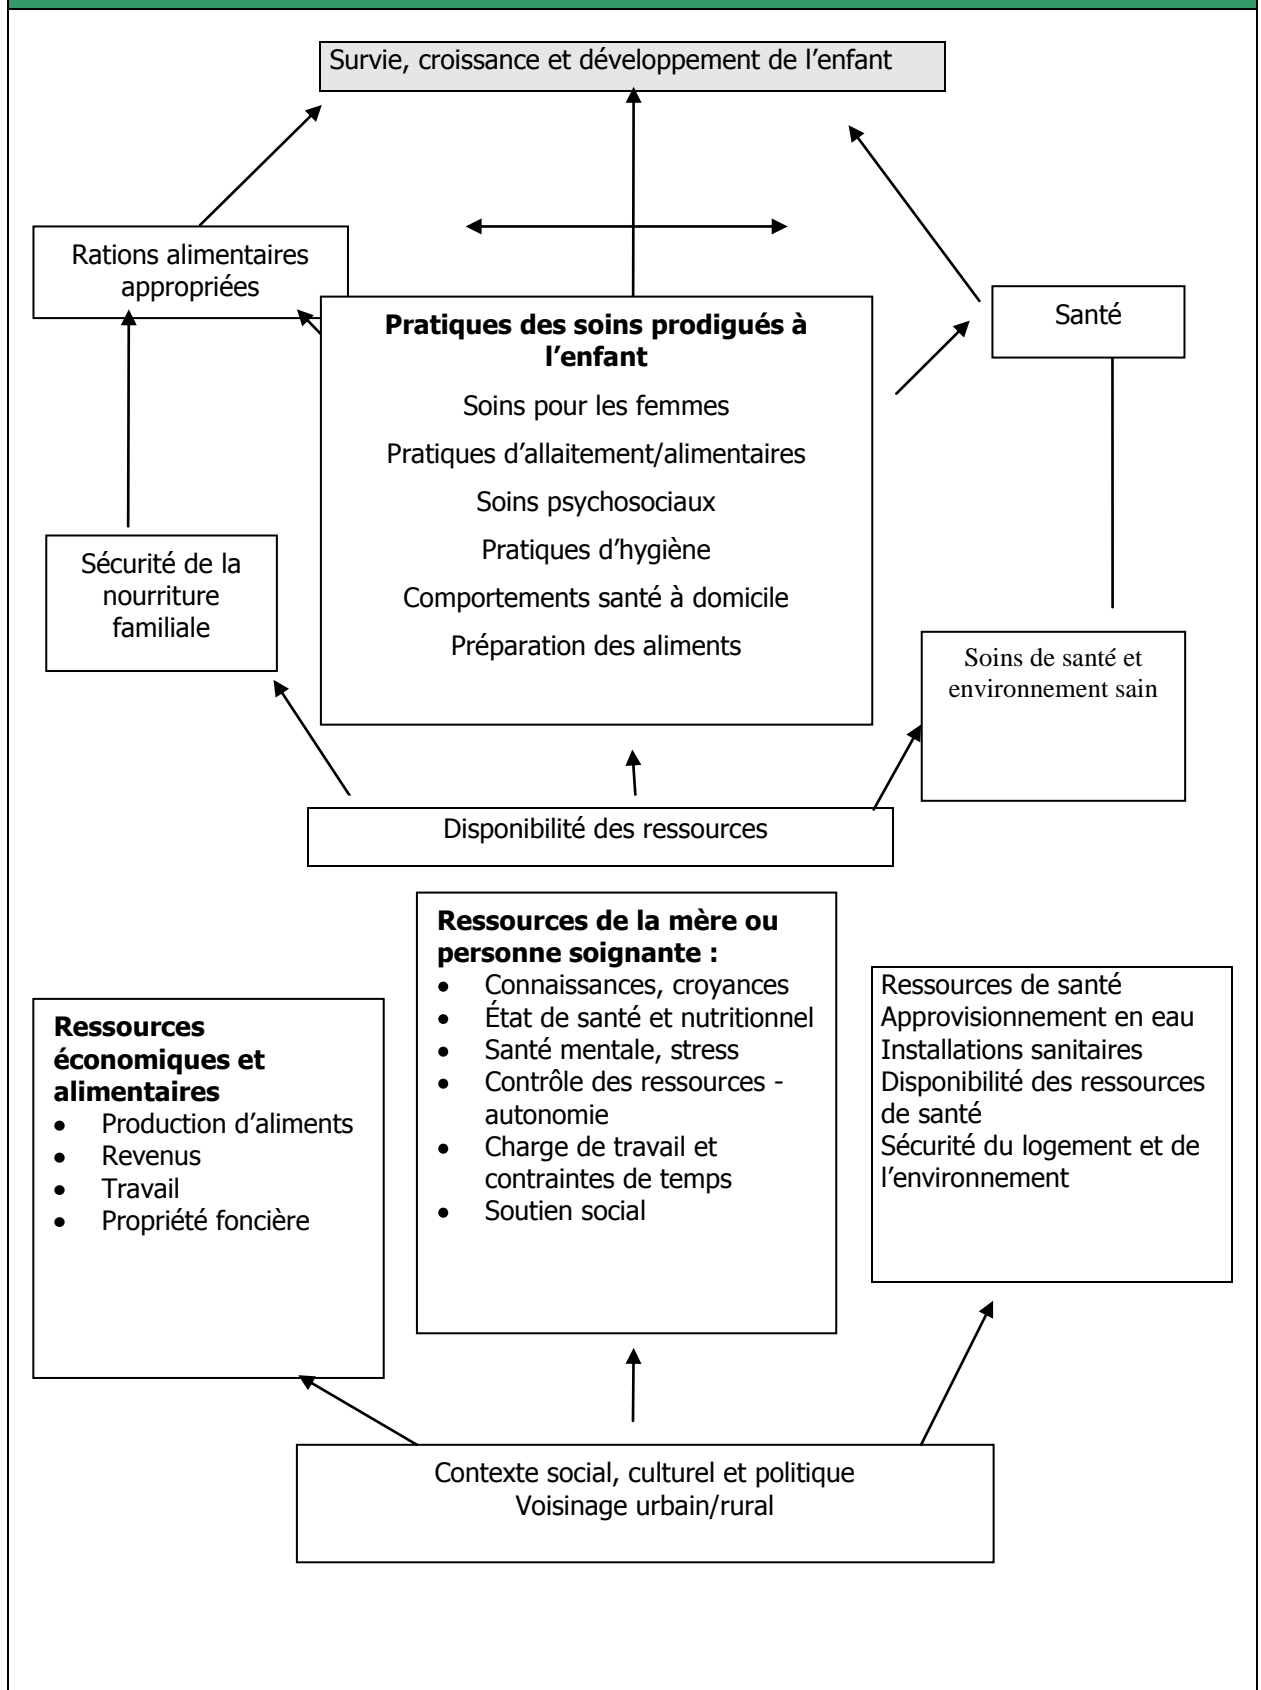 Survie, croissance et développement de l’enfant
Rations alimentaires
appropriées
Pratiques des soins prodigués à
l’enfant
Soins pour les femmes
Pratiques d’allaitement/alimentaires
Soins psychosociaux
Pratiques d’hygiène
Comportements santé à domicile
Préparation des aliments
Santé
Sécurité de la
nourriture
familiale
Soins de santé et
environnement sain
Disponibilité des ressources
Ressources
économiques et
alimentaires
• Production d’aliments
• Revenus
• Travail
• Propriété foncière
Ressources de la mère ou
personne soignante :
• Connaissances, croyances
• État de santé et nutritionnel
• Santé mentale, stress
• Contrôle des ressources -
autonomie
• Charge de travail et
contraintes de temps
• Soutien social
Ressources de santé
Approvisionnement en eau
Installations sanitaires
Disponibilité des ressources
de santé
Sécurité du logement et de
l’environnement
Contexte social, culturel et politique
Voisinage urbain/rural